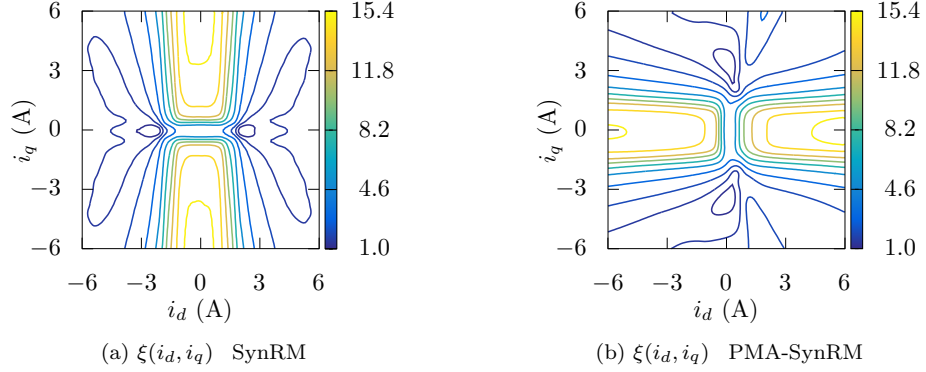 6
3
0
−3
−6
i_q (A)
−6 −3 0 3 6
i_d (A)
15.4
11.8
8.2
4.6
1.0
(a) ξ(i_d, i_q) SynRM
6
3
0
−3
−6
i_q (A)
−6 −3 0 3 6
i_d (A)
15.4
11.8
8.2
4.6
1.0
(b) ξ(i_d, i_q) PMA-SynRM